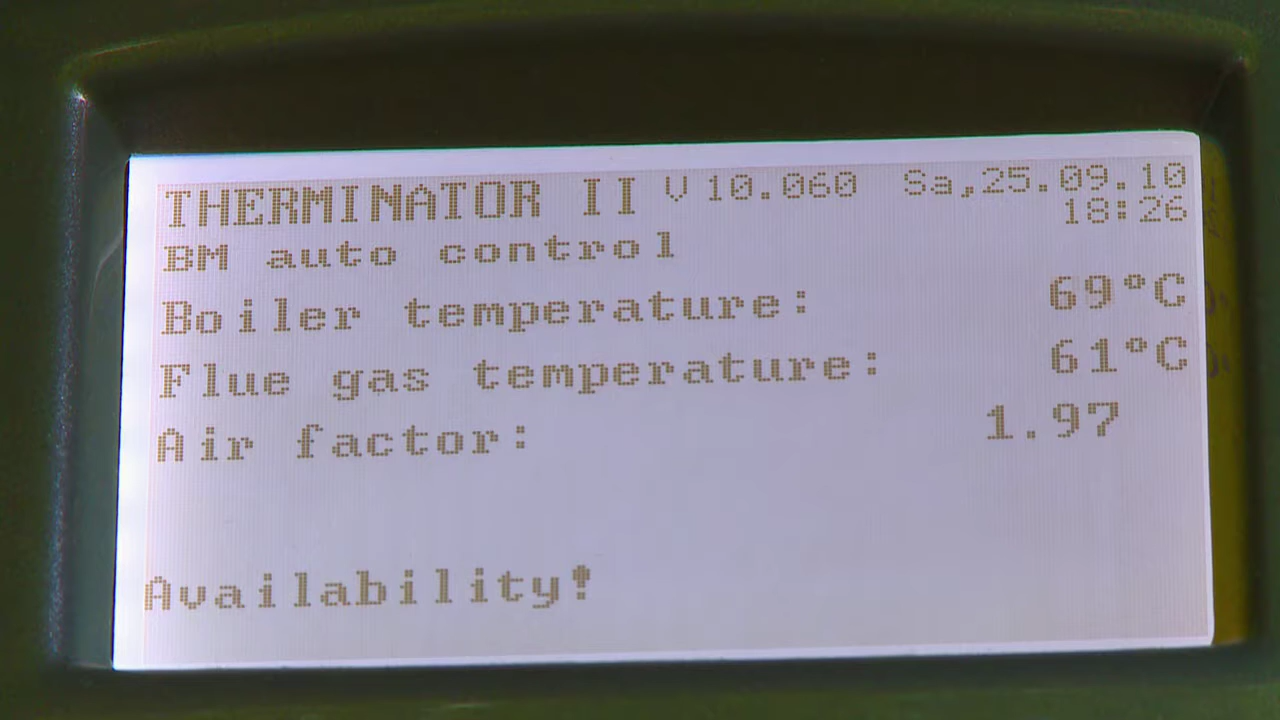 THERMINATOR II V 10.060 Sa,25.09.10
18:26
BM auto control
Boiler temperature: 69°C
Flue gas temperature: 61°C
Air factor: 1.97
Availability!